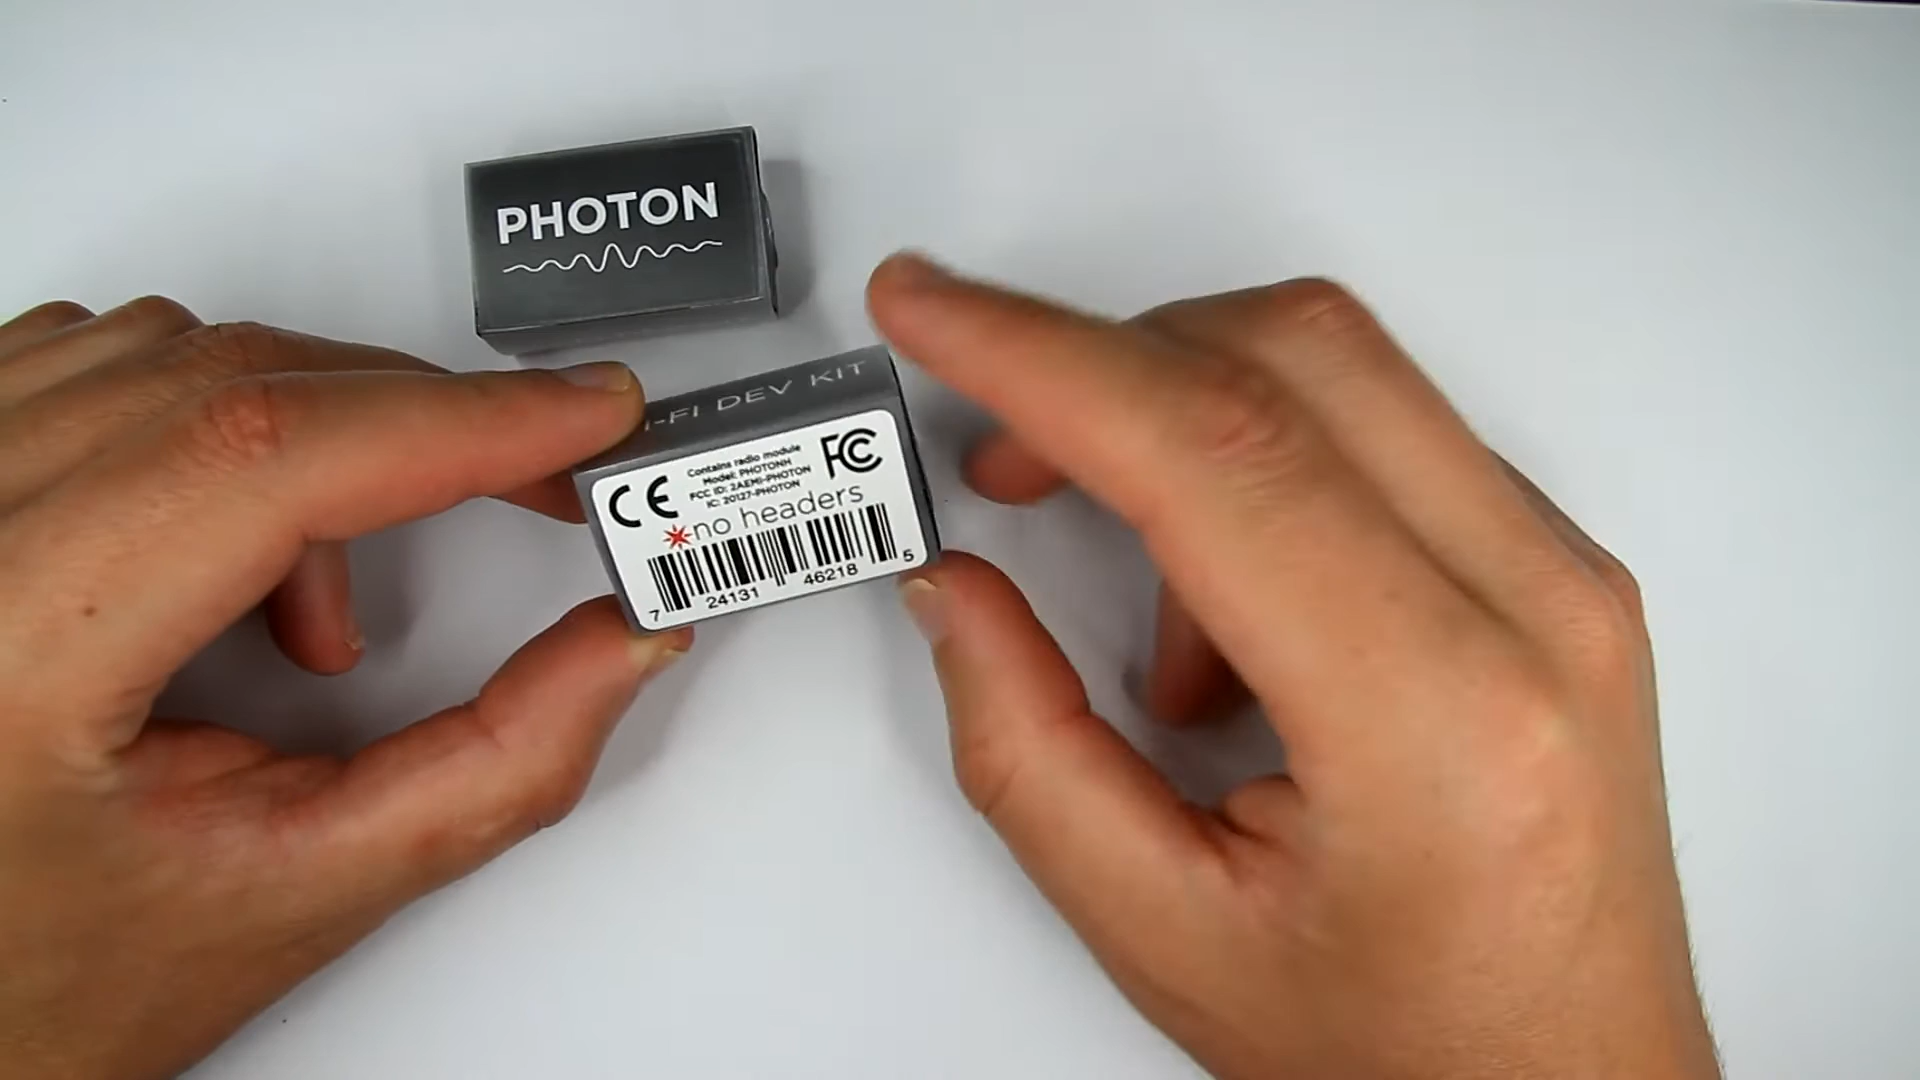 PHOTON
I-FI DEV KIT
CE
Contains radio module
Model: PHOTONH
FCC ID: 2AEMI-PHOTON
IC: 20127-PHOTON
FC
no headers
7 24131 46218 5